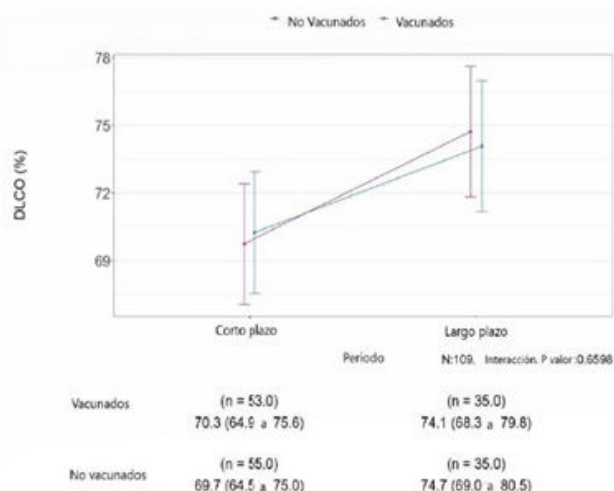 No Vacunados Vacunados
78
75
72
69
DLCO (%)
Corto plazo Largo plazo
Periodo N:109. Interacción. P valor :0.6598
Vacunados (n = 53.0) (n = 35.0)
70.3 (64.9 a 75.6) 74.1 (68.3 a 79.8)
No vacunados (n = 55.0) (n = 35.0)
69.7 (64.5 a 75.0) 74.7 (69.0 a 80.5)